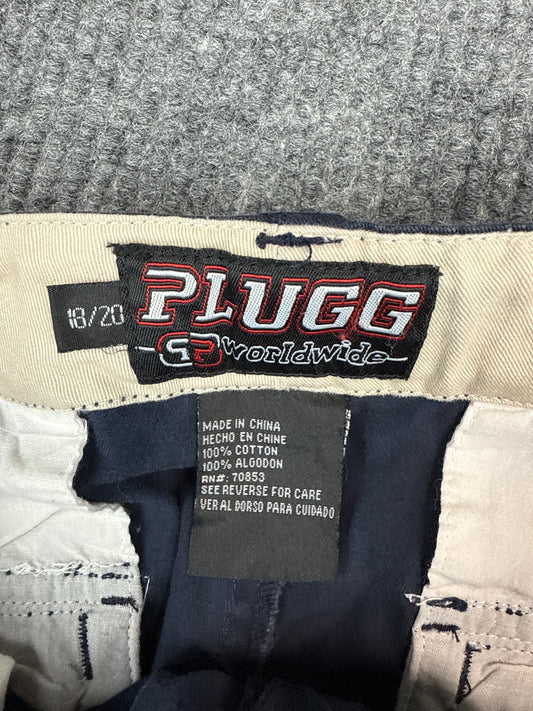 18/20
PLUGG
worldwide
MADE IN CHINA
HECHO EN CHINE
100% COTTON
100% ALGODON
RN#: 70853
SEE REVERSE FOR CARE
VER AL DORSO PARA CUIDADO